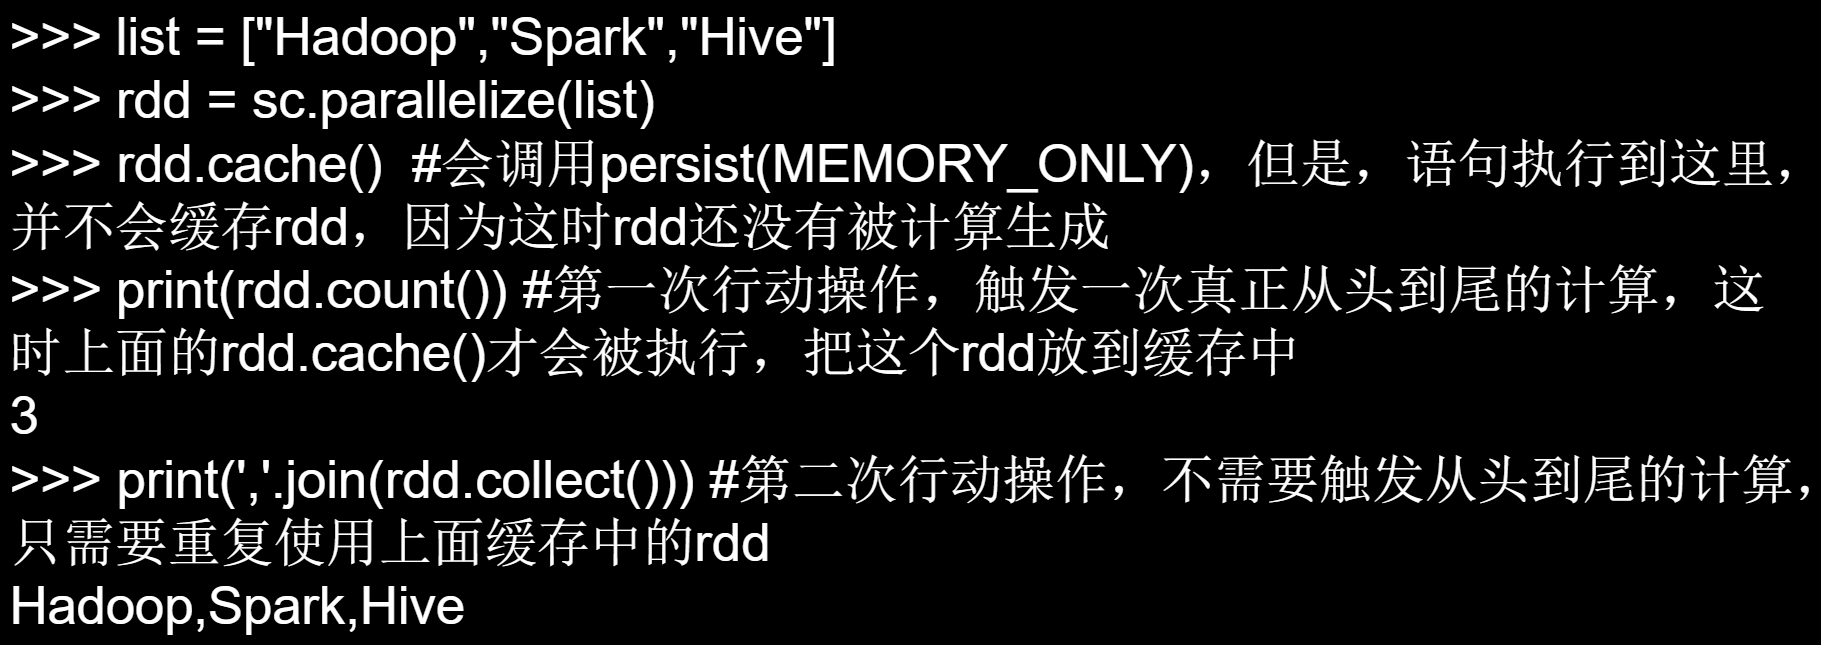 >>> list = ["Hadoop","Spark","Hive"]
>>> rdd = sc.parallelize(list)
>>> rdd.cache()  #会调用persist(MEMORY_ONLY)，但是，语句执行到这里，
并不会缓存rdd，因为这时rdd还没有被计算生成
>>> print(rdd.count()) #第一次行动操作，触发一次真正从头到尾的计算，这
时上面的rdd.cache()才会被执行，把这个rdd放到缓存中
3
>>> print(','.join(rdd.collect())) #第二次行动操作，不需要触发从头到尾的计算，
只需要重复使用上面缓存中的rdd
Hadoop,Spark,Hive